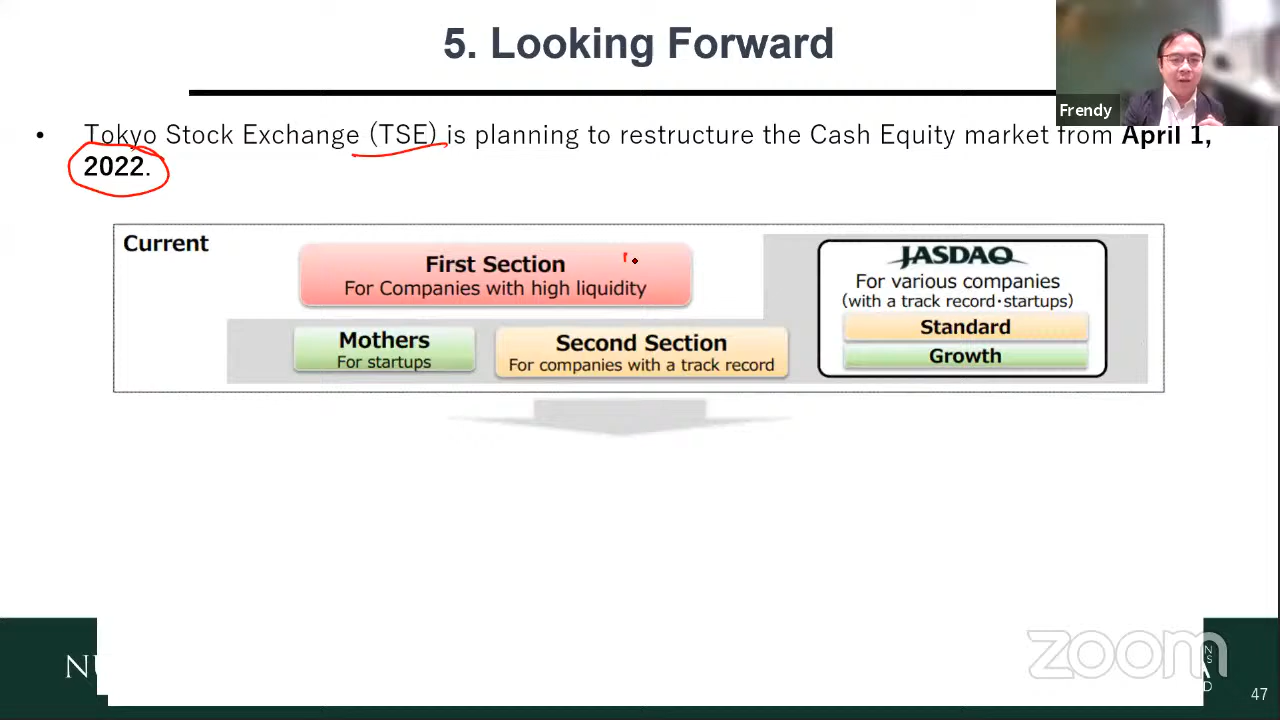 5. Looking Forward
Frendy
• Tokyo Stock Exchange (TSE) is planning to restructure the Cash Equity market from April 1,
2022.
Current
First Section
For Companies with high liquidity
Mothers
For startups
Second Section
For companies with a track record
JASDAQ
For various companies
(with a track record・startups)
Standard
Growth
zoom
47